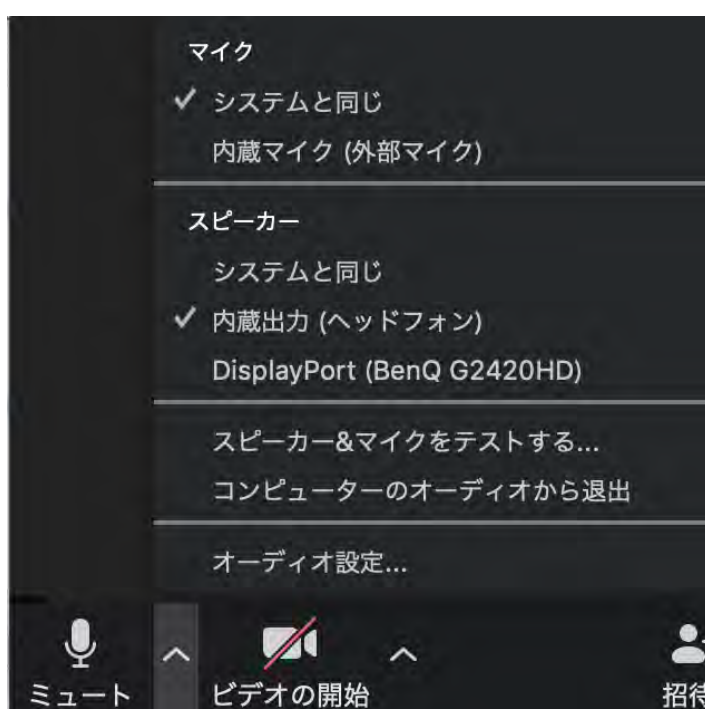 マイク
システムと同じ
内蔵マイク (外部マイク)
スピーカー
システムと同じ
内蔵出力 (ヘッドフォン)
DisplayPort (BenQ G2420HD)
スピーカー&マイクをテストする...
コンピューターのオーディオから退出
オーディオ設定...
ミュート
ビデオの開始
招待